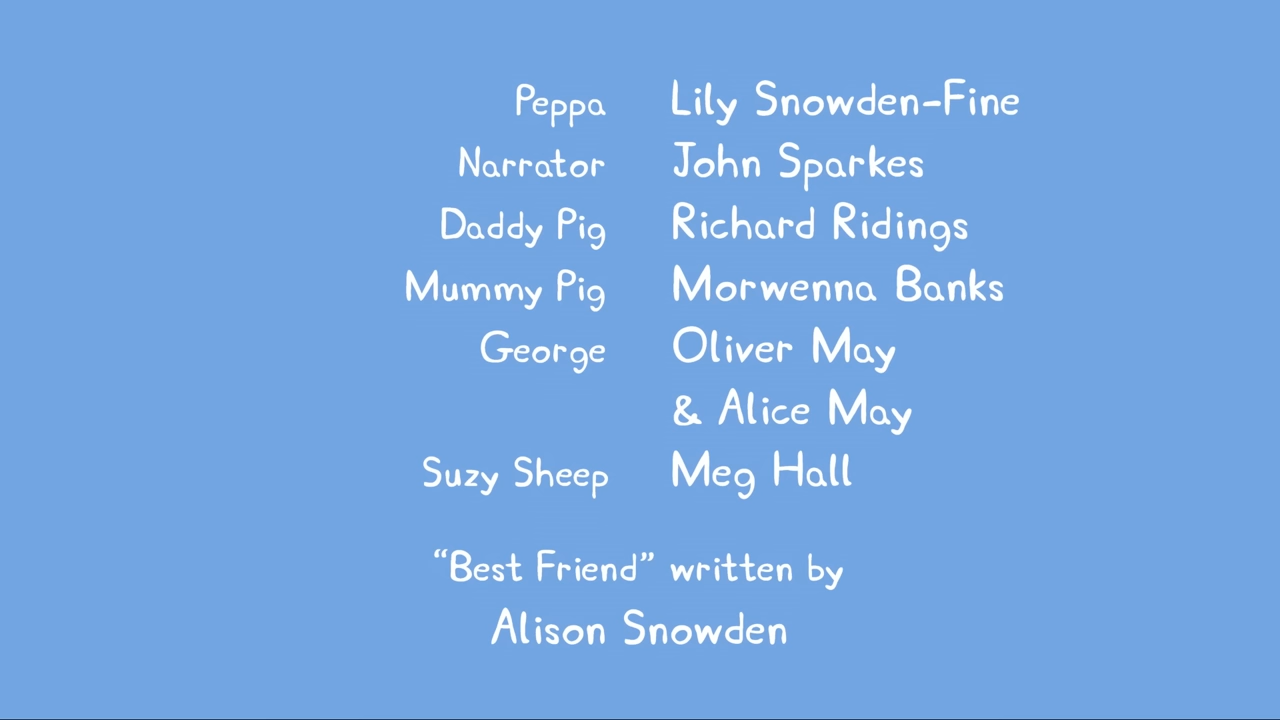 Peppa Lily Snowden-Fine
Narrator John Sparkes
Daddy Pig Richard Ridings
Mummy Pig Morwenna Banks
George Oliver May
& Alice May
Suzy Sheep Meg Hall
“Best Friend” written by
Alison Snowden